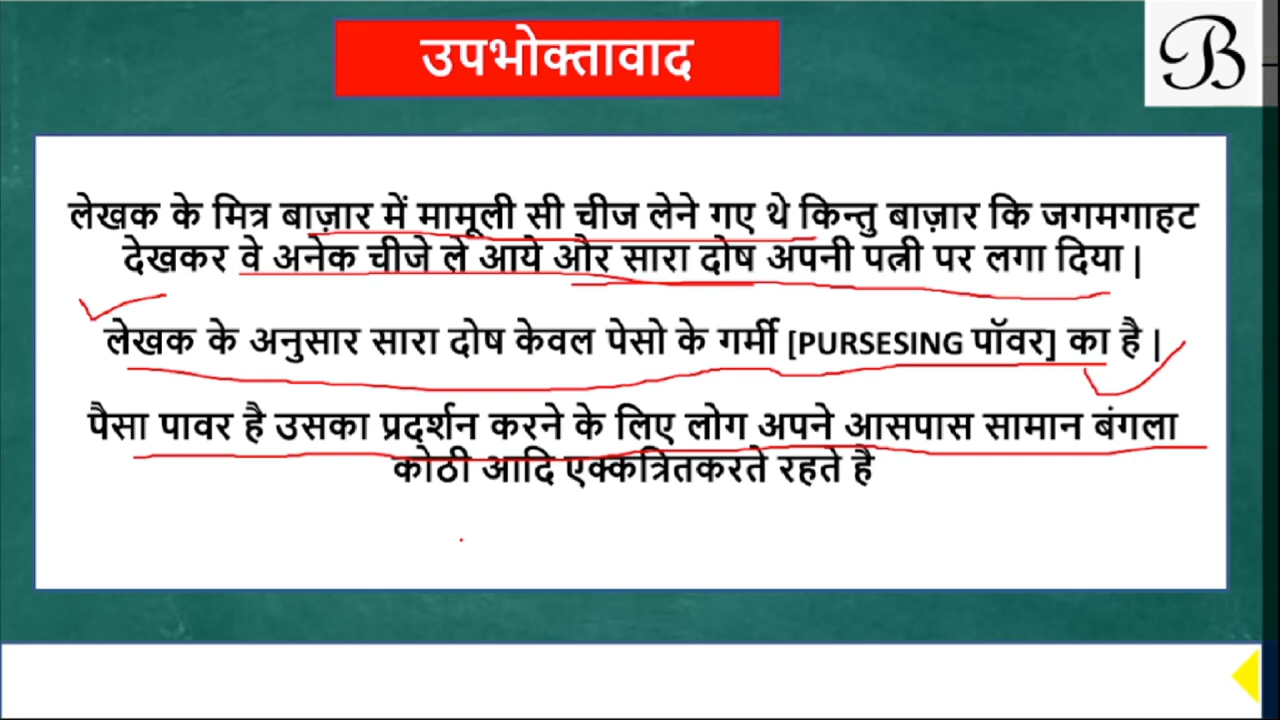 उपभोक्तावाद
B
लेखक के मित्र बाज़ार में मामूली सी चीज लेने गए थे किन्तु बाज़ार कि जगमगाहट
देखकर वे अनेक चीजे ले आये और सारा दोष अपनी पत्नी पर लगा दिया |
लेखक के अनुसार सारा दोष केवल पेसो के गर्मी [PURSESING पॉवर] का है |
पैसा पावर है उसका प्रदर्शन करने के लिए लोग अपने आसपास सामान बंगला
कोठी आदि एक्कत्रितकरते रहते है